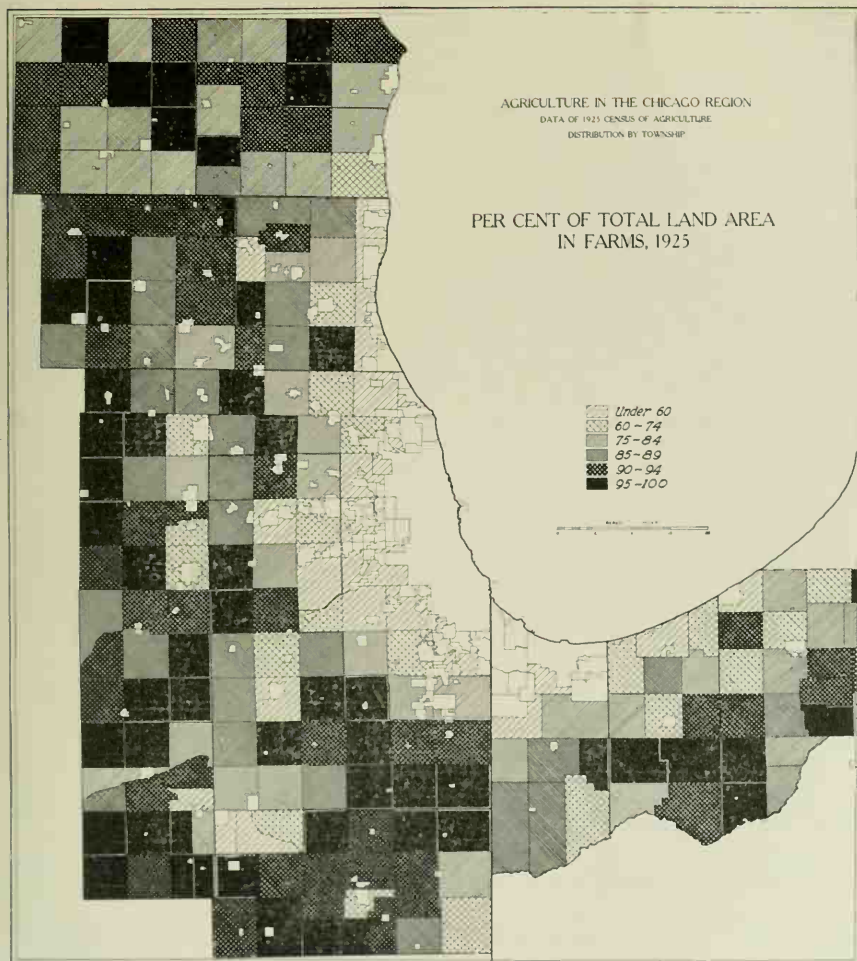 AGRICULTURE IN THE CHICAGO REGION
DATA OF 1925 CENSUS OF AGRICULTURE
DISTRIBUTION BY TOWNSHIP
PER CENT OF TOTAL LAND AREA
IN FARMS, 1925
Under 60
60-74
75-84
85-89
90-94
95-100